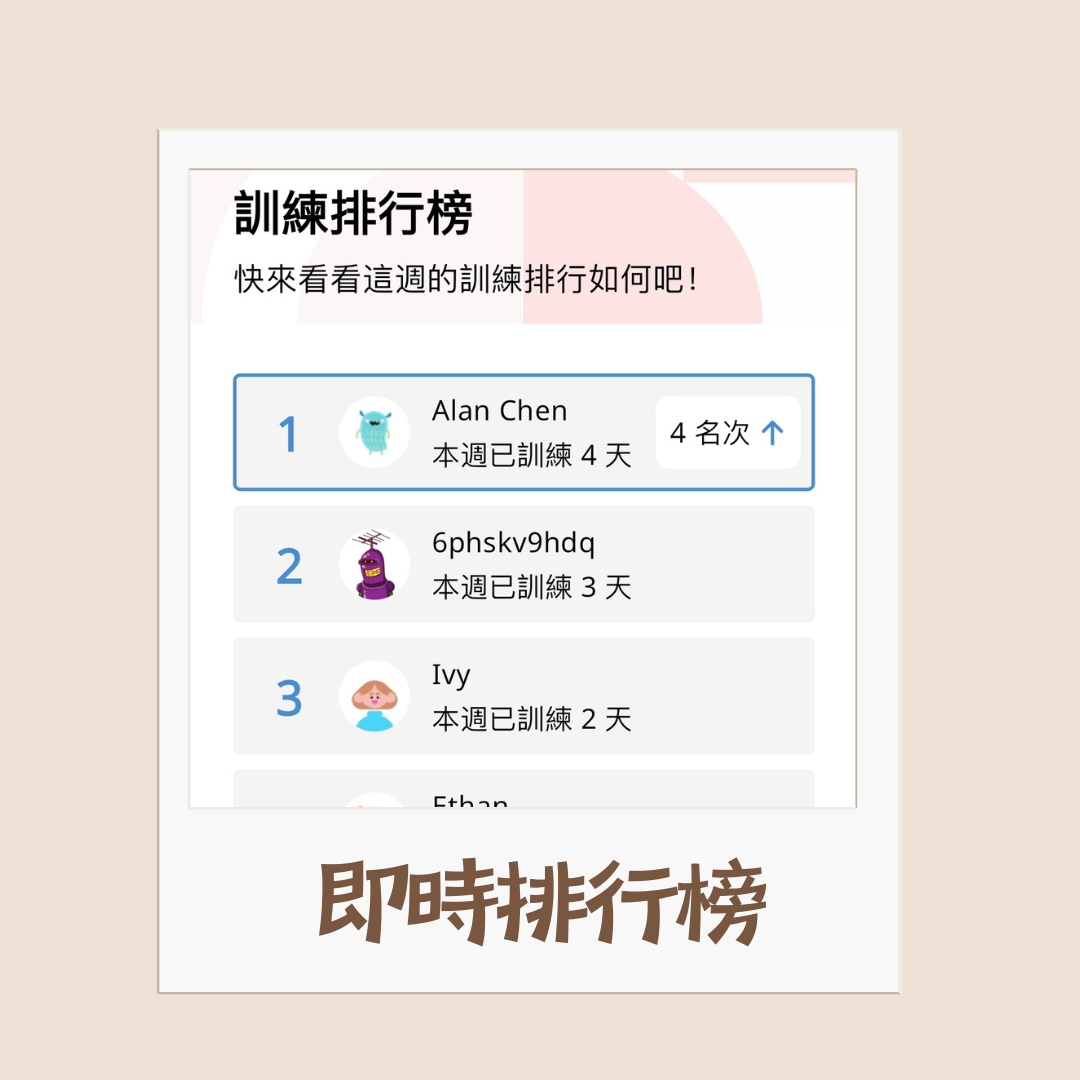 訓練排行榜
快來看看這週的訓練排行如何吧!
1
Alan Chen
本週已訓練 4 天
4 名次 ↑
2
6phskv9hdq
本週已訓練 3 天
3
Ivy
本週已訓練 2 天
Ethan
即時排行榜